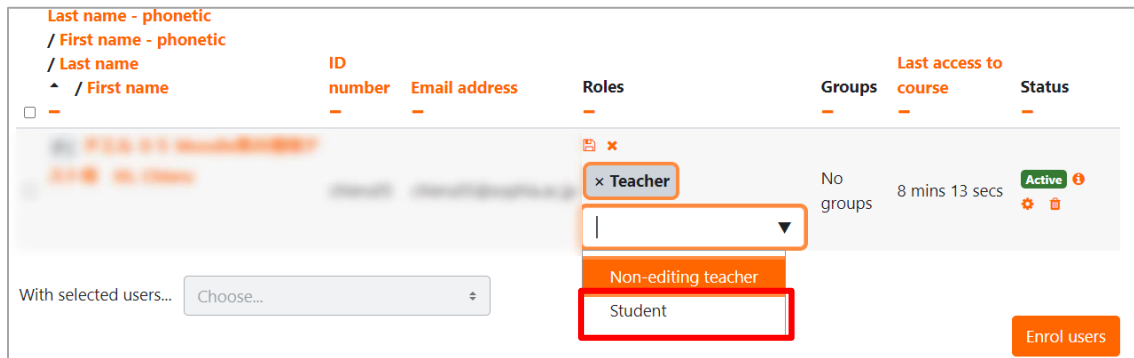 Last name - phonetic
/ First name - phonetic
/ Last name
/ First name
ID
number
Email address
Roles
Groups
Last access to
course
Status
× Teacher
No
groups
8 mins 13 secs
Active
Non-editing teacher
Student
With selected users...
Choose...
Enrol users